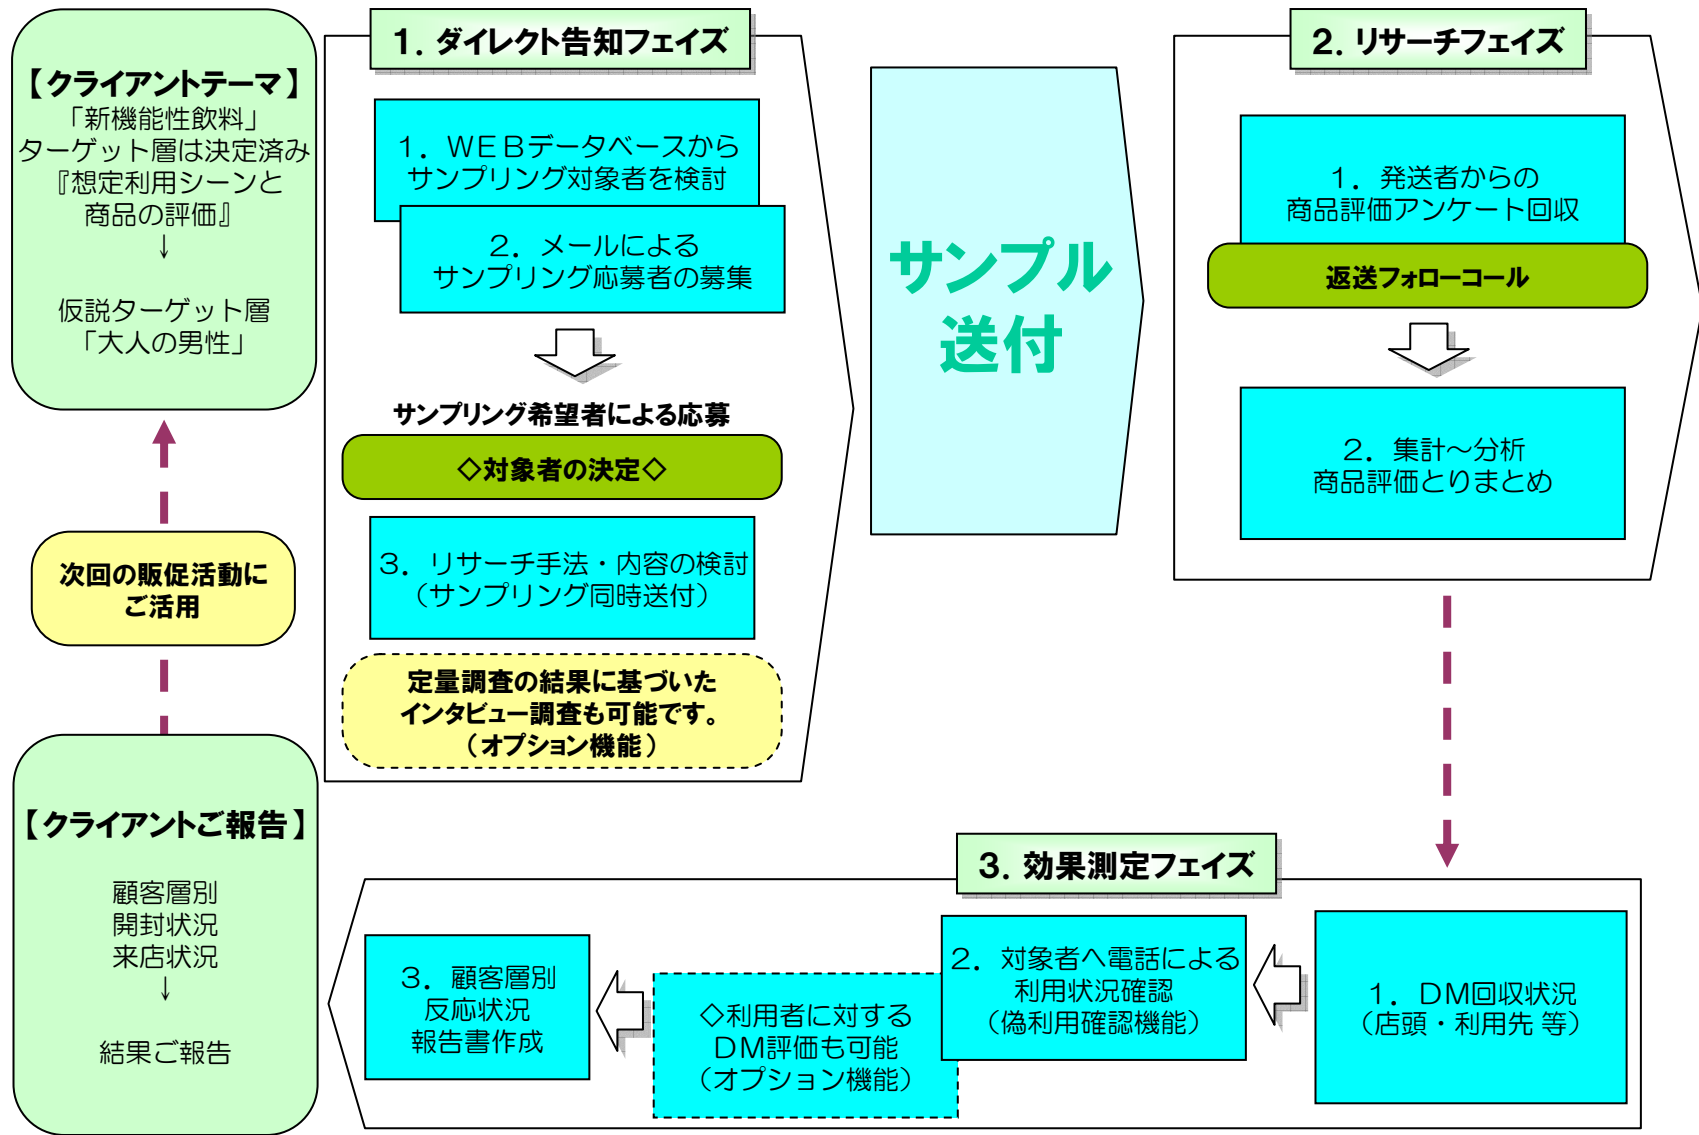 【クライアントテーマ】
「新機能性飲料」
ターゲット層は決定済み
『想定利用シーンと
商品の評価』
↓
仮説ターゲット層
「大人の男性」
次回の販促活動に
ご活用
【クライアントご報告】
顧客層別
開封状況
来店状況
↓
結果ご報告
1. ダイレクト告知フェイズ
1. WEBデータベースから
サンプリング対象者を検討
2. メールによる
サンプリング応募者の募集
サンプリング希望者による応募
◇対象者の決定◇
3. リサーチ手法・内容の検討
(サンプリング同時送付)
定量調査の結果に基づいた
インタビュー調査も可能です。
(オプション機能)
サンプル
送付
2. リサーチフェイズ
1. 発送者からの
商品評価アンケート回収
返送フォローコール
2. 集計~分析
商品評価とりまとめ
3. 効果測定フェイズ
1. DM回収状況
(店頭・利用先 等)
2. 対象者へ電話による
利用状況確認
(偽利用確認機能)
◇利用者に対する
DM評価も可能
(オプション機能)
3. 顧客層別
反応状況
報告書作成